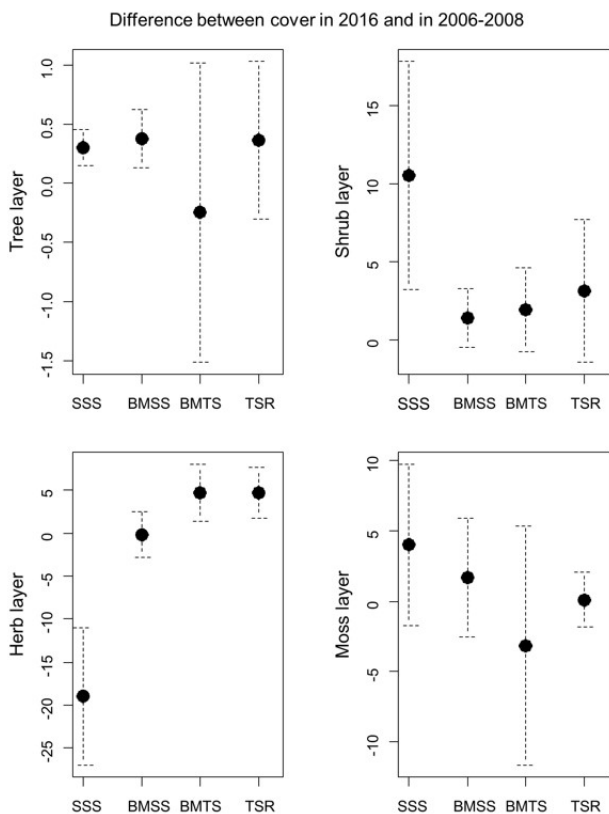 Difference between cover in 2016 and in 2006-2008
Tree layer
1.0
0.5
0.0
-0.5
-1.0
-1.5
SSS BMSS BMTS TSR
Shrub layer
15
10
5
0
SSS BMSS BMTS TSR
Herb layer
5
0
-5
-10
-15
-20
-25
SSS BMSS BMTS TSR
Moss layer
10
5
0
-5
-10
SSS BMSS BMTS TSR